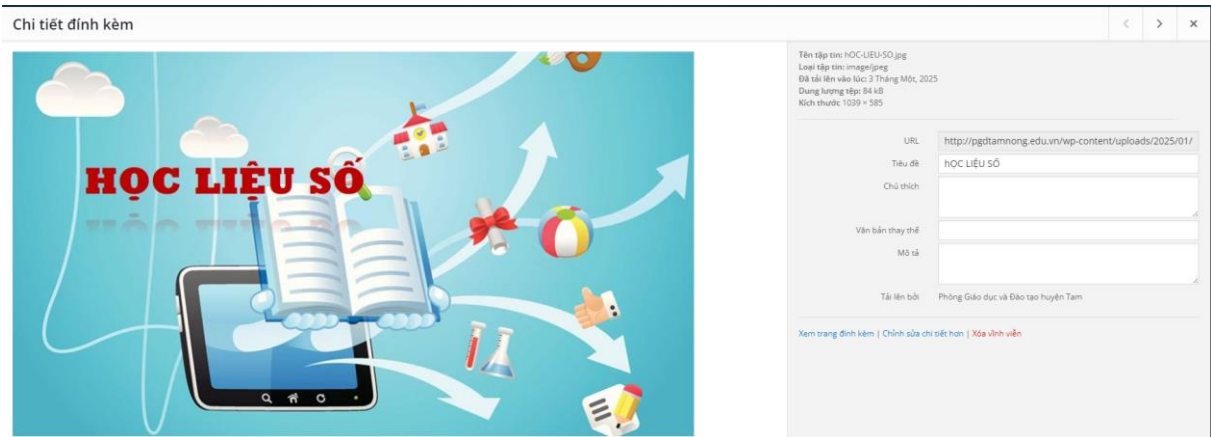 Chi tiết đính kèm
HỌC LIỆU SỐ
Tên tập tin: hOC-LIEU-SO.jpg
Loại tập tin: image/jpeg
Đã tải lên vào lúc: 3 Tháng Một, 2025
Dung lượng tệp: 84 kB
Kích thước 1039 × 585
URL http://pgdtamnong.edu.vn/wp-content/uploads/2025/01/
Tiêu đề hỌC LIỆU SỐ
Chú thích
Văn bản thay thế
Mô tả
Tải lên bởi Phòng Giáo dục và Đào tạo huyện Tam
Xem trang đính kèm | Chỉnh sửa chi tiết hơn | Xóa vĩnh viễn